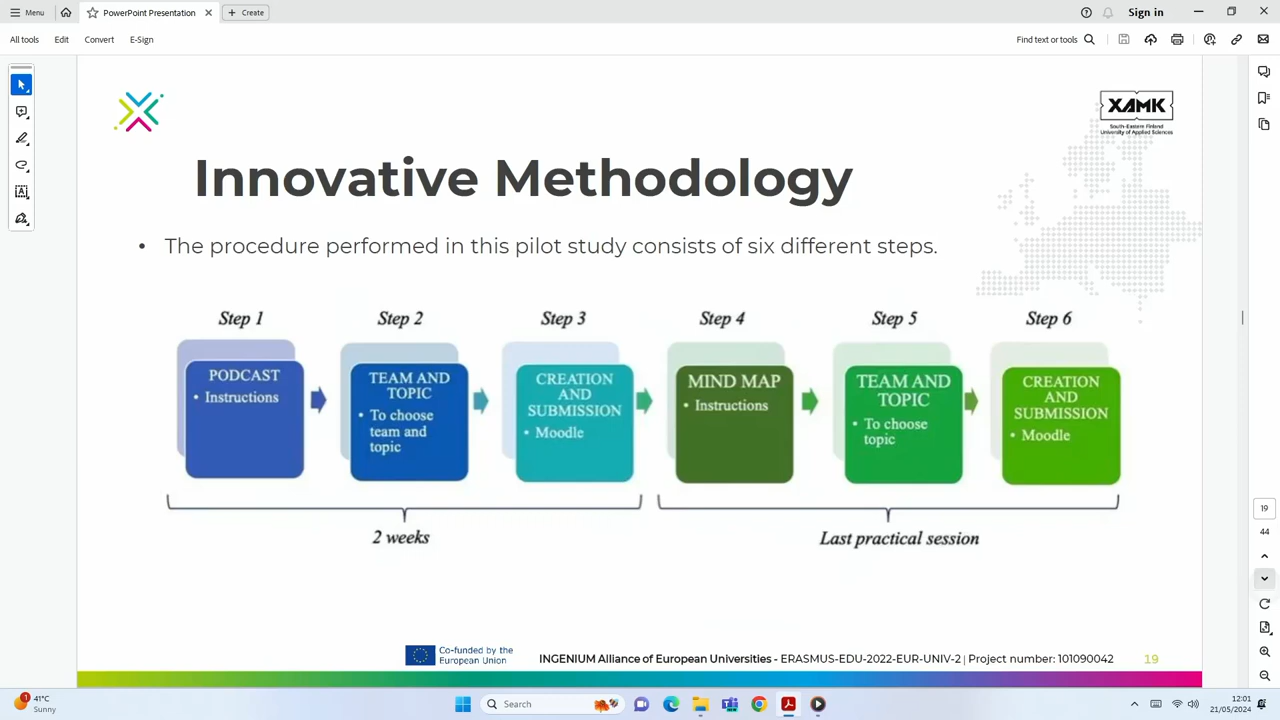 Menu
PowerPoint Presentation
Create
Sign in
All tools
Edit
Convert
E-Sign
Find text or tools
XAMK
South-Eastern Finland
University of Applied Sciences
Innovative Methodology
• The procedure performed in this pilot study consists of six different steps.
Step 1
Step 2
Step 3
Step 4
Step 5
Step 6
PODCAST
• Instructions
TEAM AND
TOPIC
• To choose
team and
topic
CREATION
AND
SUBMISSION
• Moodle
MIND MAP
• Instructions
TEAM AND
TOPIC
• To choose
topic
CREATION
AND
SUBMISSION
• Moodle
2 weeks
Last practical session
19
44
Co-funded by the
European Union
INGENIUM Alliance of European Universities - ERASMUS-EDU-2022-EUR-UNIV-2 | Project number: 101090042
19
1
41°C
Sunny
Search
12:01
21/05/2024